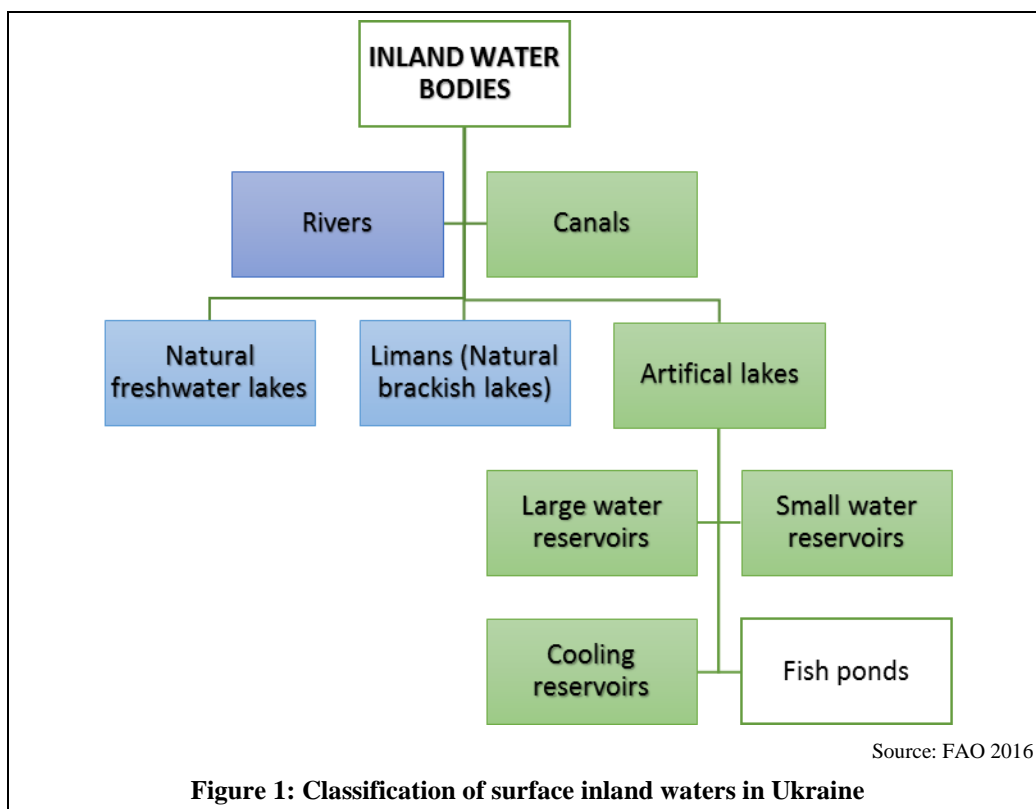 INLAND WATER
BODIES
Rivers
Canals
Natural
freshwater lakes
Limans (Natural
brackish lakes)
Artifical lakes
Large water
reservoirs
Small water
reservoirs
Cooling
reservoirs
Fish ponds
Source: FAO 2016
Figure 1: Classification of surface inland waters in Ukraine